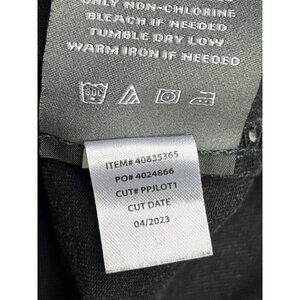 ONLY NON-CHLORINE
BLEACH IF NEEDED
TUMBLE DRY LOW
WARM IRON IF NEEDED
ITEM# 40835365
PO# 4024866
CUT# PPJLOT1
CUT DATE
04/2023